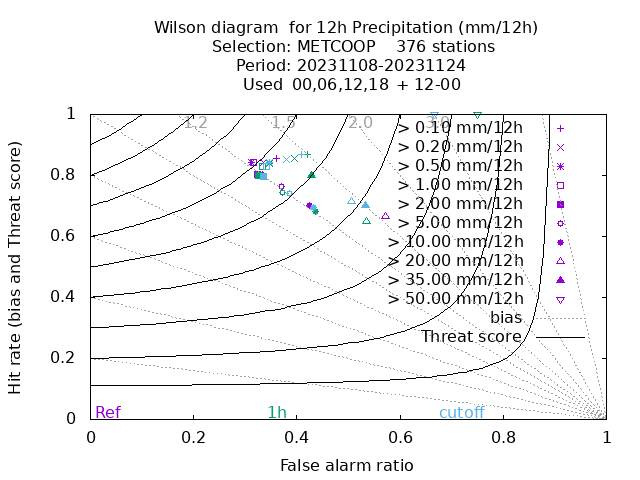 Wilson diagram for 12h Precipitation (mm/12h)
Selection: METCOOP 376 stations
Period: 20231108-20231124
Used 00,06,12,18 + 12-00
Hit rate (bias and Threat score)
1
0.8
0.6
0.4
0.2
0
1.2
1.5
2.0
3.0
> 0.10 mm/12h
> 0.20 mm/12h
> 0.50 mm/12h
> 1.00 mm/12h
> 2.00 mm/12h
> 5.00 mm/12h
> 10.00 mm/12h
> 20.00 mm/12h
> 35.00 mm/12h
> 50.00 mm/12h
bias
Threat score
Ref 1h cutoff
0 0.2 0.4 0.6 0.8 1
False alarm ratio